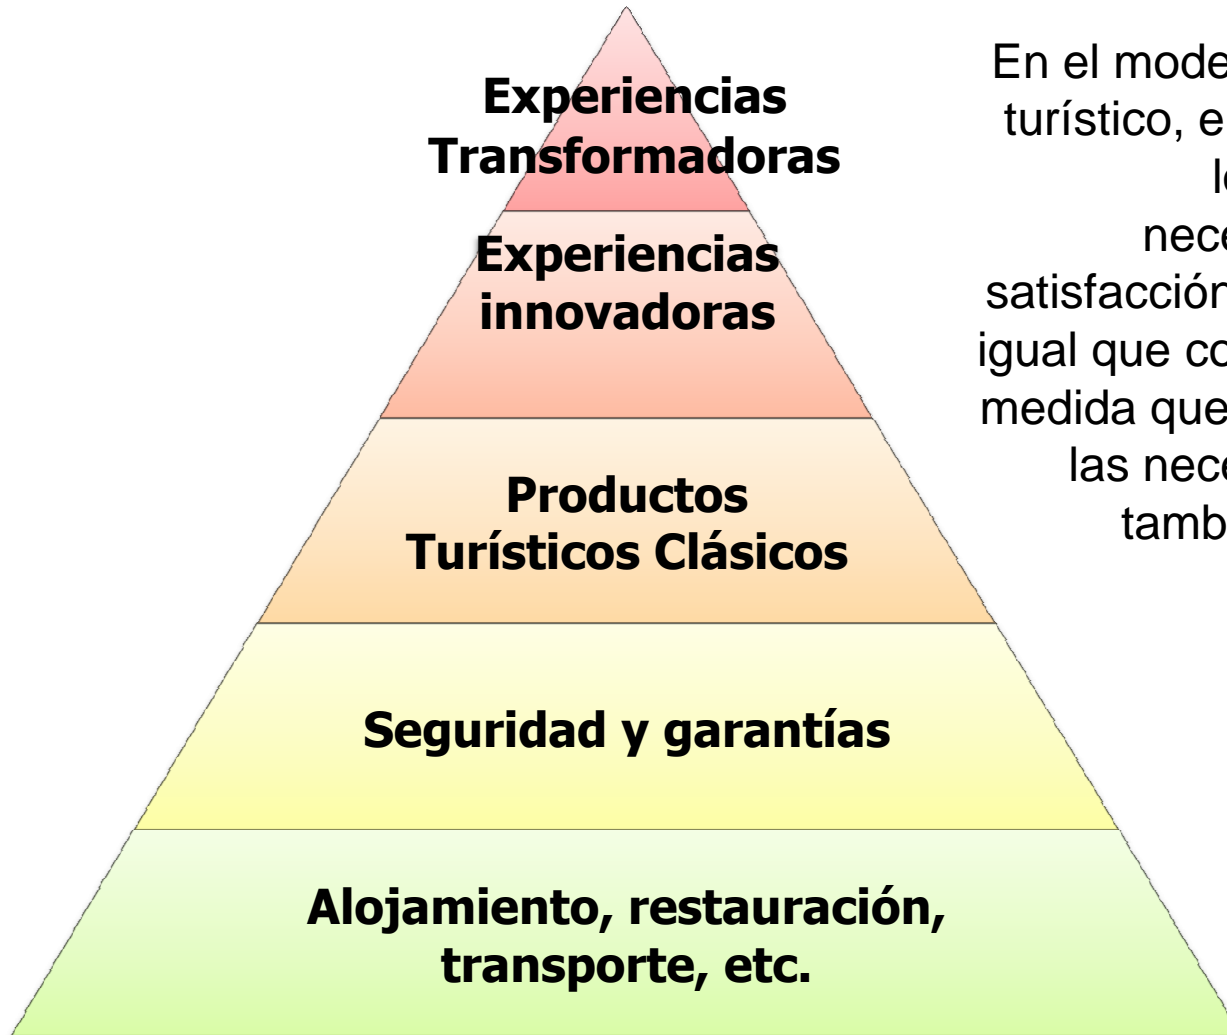 Experiencias
Transformadoras
Experiencias
innovadoras
Productos
Turísticos Clásicos
Seguridad y garantías
Alojamiento, restauración,
transporte, etc.
En el mode
turístico, e
l
nece
satisfacción
igual que co
medida que
las nece
tamb